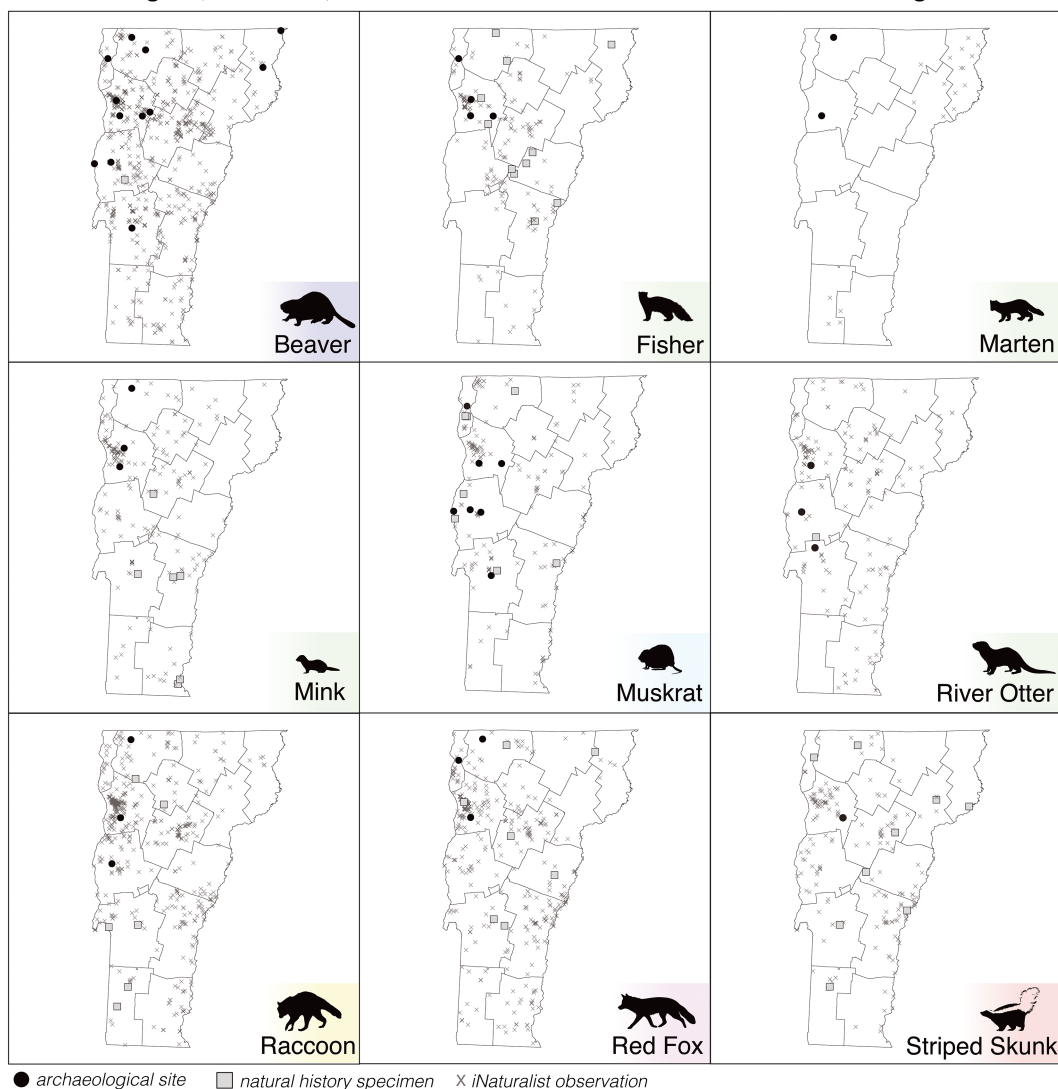 Beaver
Fisher
Marten
Mink
Muskrat
River Otter
Raccoon
Red Fox
Striped Skunk
archaeological site
natural history specimen
x iNaturalist observation